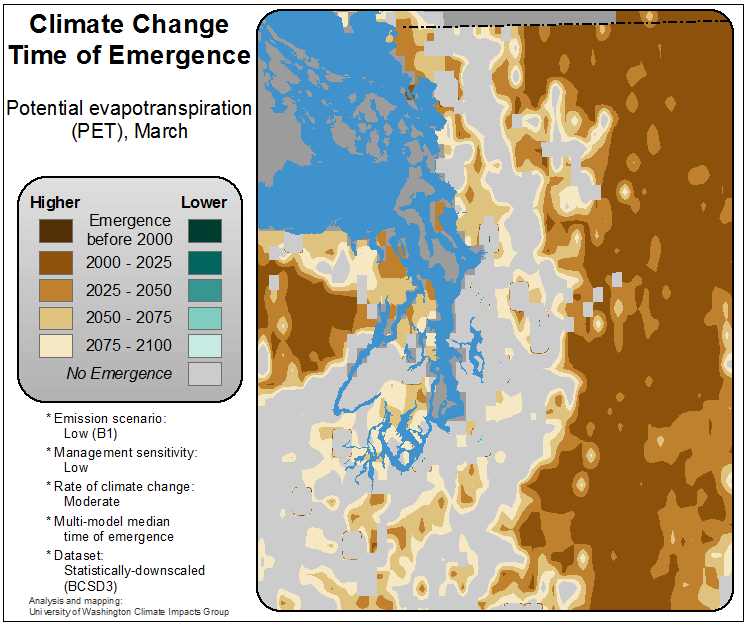 Climate Change
Time of Emergence
Potential evapotranspiration
(PET), March
Higher Lower
Emergence
before 2000
2000 - 2025
2025 - 2050
2050 - 2075
2075 - 2100
No Emergence
* Emission scenario:
Low (B1)
* Management sensitivity:
Low
* Rate of climate change:
Moderate
* Multi-model median
time of emergence
* Dataset:
Statistically-downscaled
(BCSD3)
Analysis and mapping:
University of Washington Climate Impacts Group